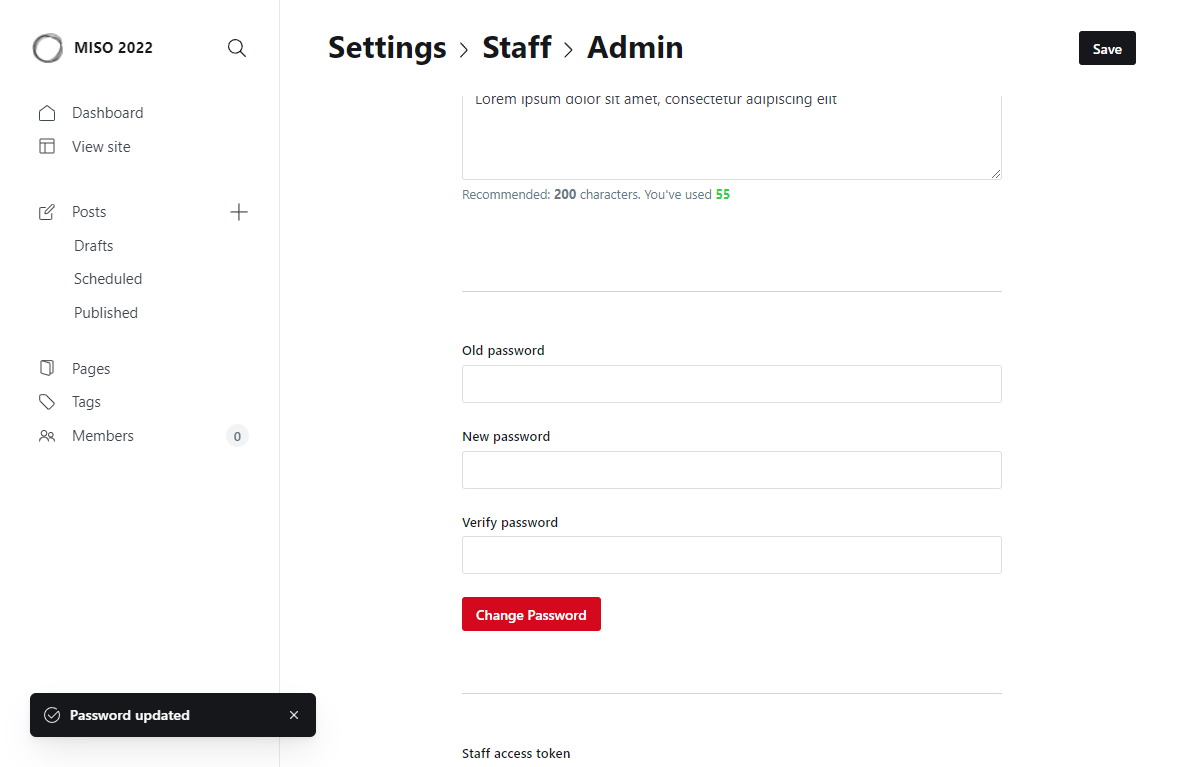 MISO 2022
Dashboard
View site
Posts
Drafts
Scheduled
Published
Pages
Tags
Members
0
Settings > Staff > Admin
Save
Lorem ipsum dolor sit amet, consectetur adipiscing elit
Recommended: 200 characters. You've used 55
Old password
New password
Verify password
Change Password
Staff access token
Password updated